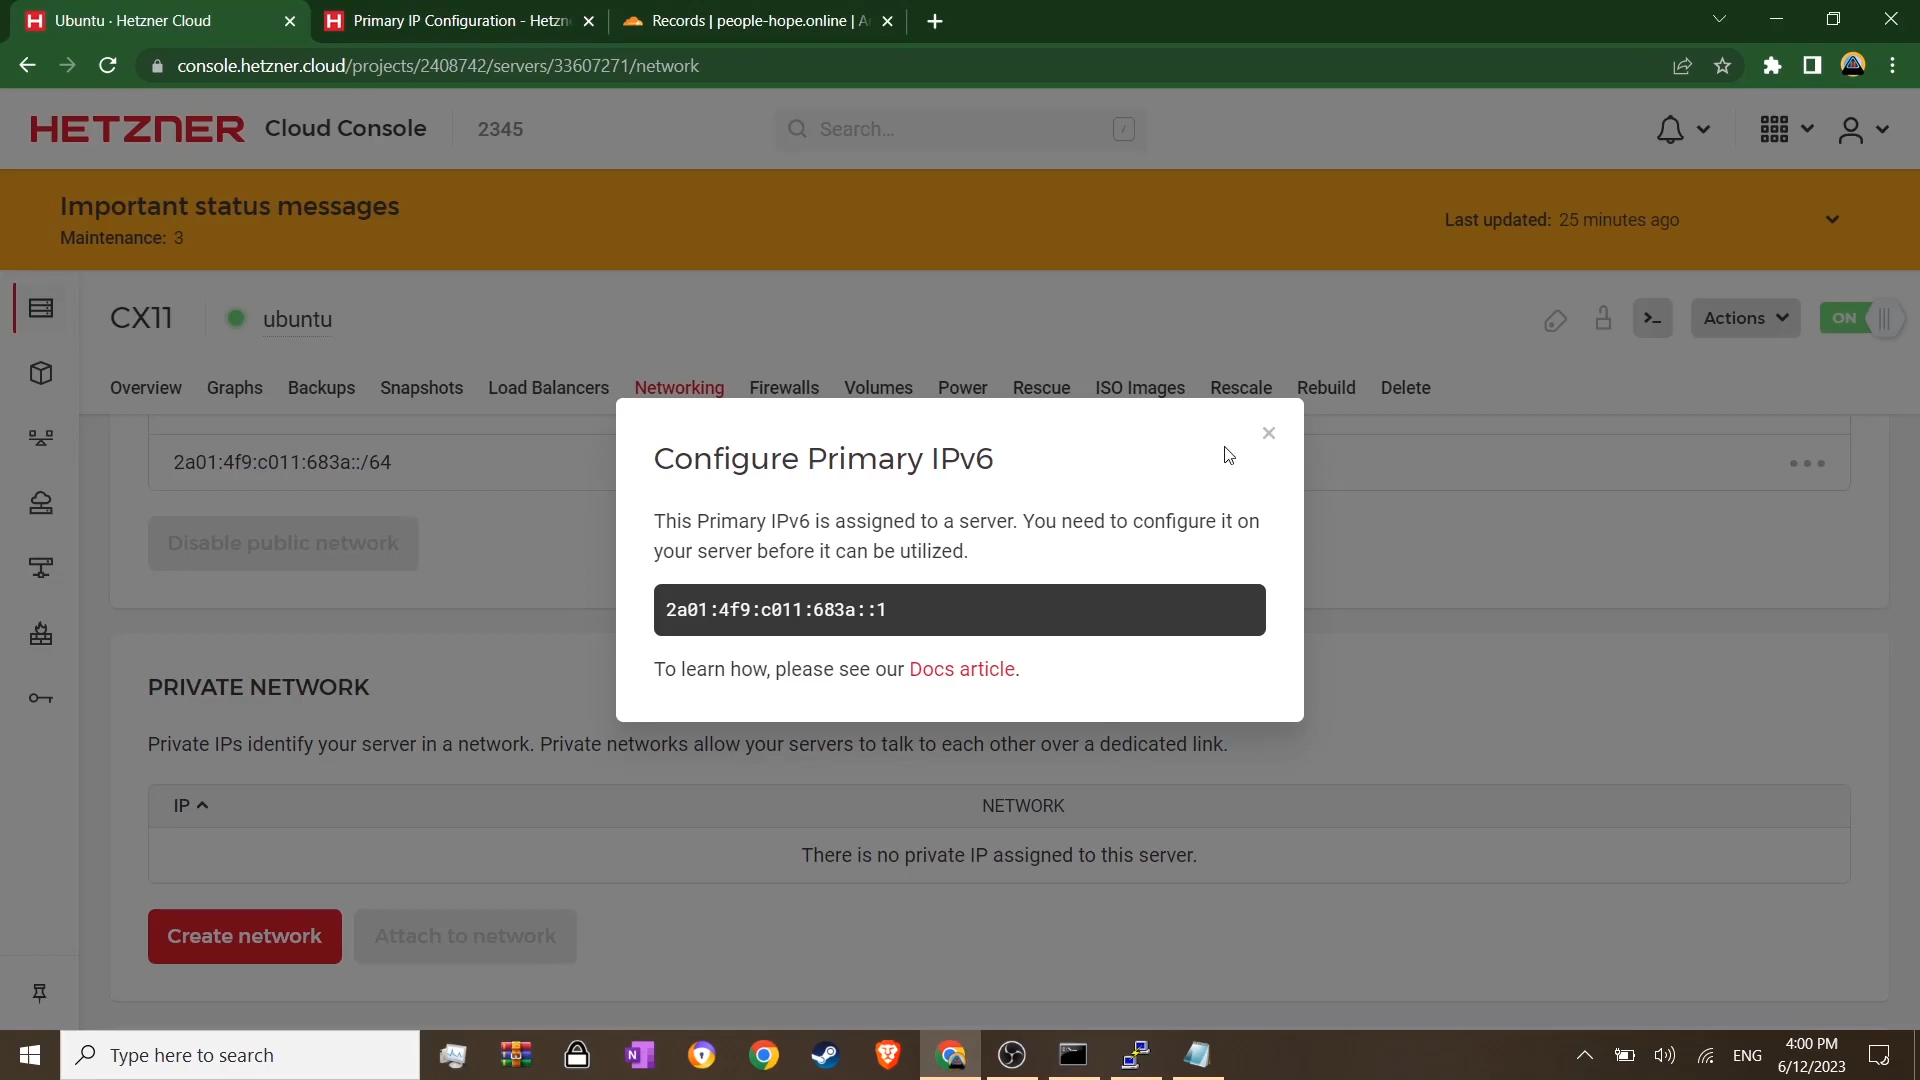 Ubuntu · Hetzner Cloud
Primary IP Configuration - Hetzn
Records | people-hope.online | A
console.hetzner.cloud/projects/2408742/servers/33607271/network
HETZNER Cloud Console 2345 Search... /
Important status messages
Maintenance: 3
Last updated: 25 minutes ago
CX11 ubuntu
Actions
ON
Overview Graphs Backups Snapshots Load Balancers Networking Firewalls Volumes Power Rescue ISO Images Rescale Rebuild Delete
2a01:4f9:c011:683a::/64
Disable public network
Configure Primary IPv6
This Primary IPv6 is assigned to a server. You need to configure it on
your server before it can be utilized.
2a01:4f9:c011:683a::1
To learn how, please see our Docs article.
PRIVATE NETWORK
Private IPs identify your server in a network. Private networks allow your servers to talk to each other over a dedicated link.
IP NETWORK
There is no private IP assigned to this server.
Create network
Attach to network
Type here to search
ENG
4:00 PM
6/12/2023